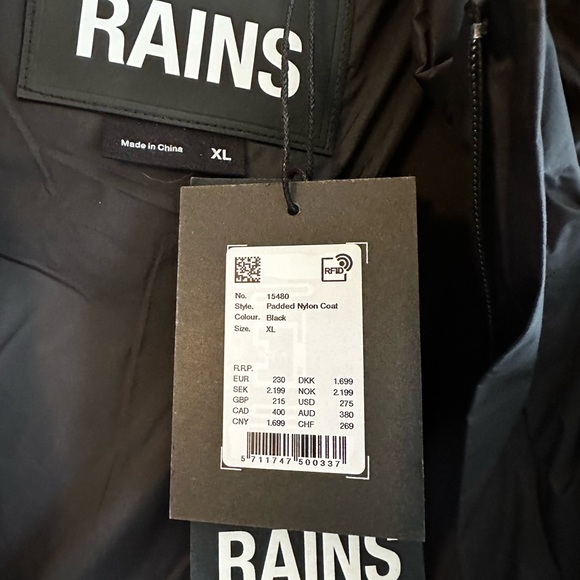 RAINS
Made in China XL
RFID
No. 15480
Style. Padded Nylon Coat
Colour. Black
Size. XL
R.R.P.
EUR 230 DKK 1.699
SEK 2.199 NOK 2.199
GBP 215 USD 275
CAD 400 AUD 380
CNY 1.699 CHF 269
5 711747 500337
RAINS